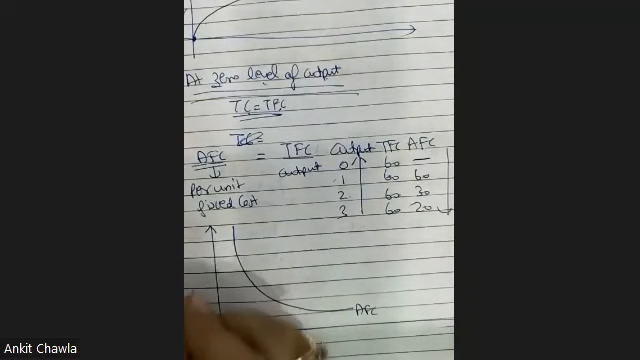 At zero level of output
TC = TFC
AFC = TFC Output TFC AFC
output 0 60 —
Per unit 1 60 60
fixed Cost 2 60 30
3 60 20
AFC
Ankit Chawla